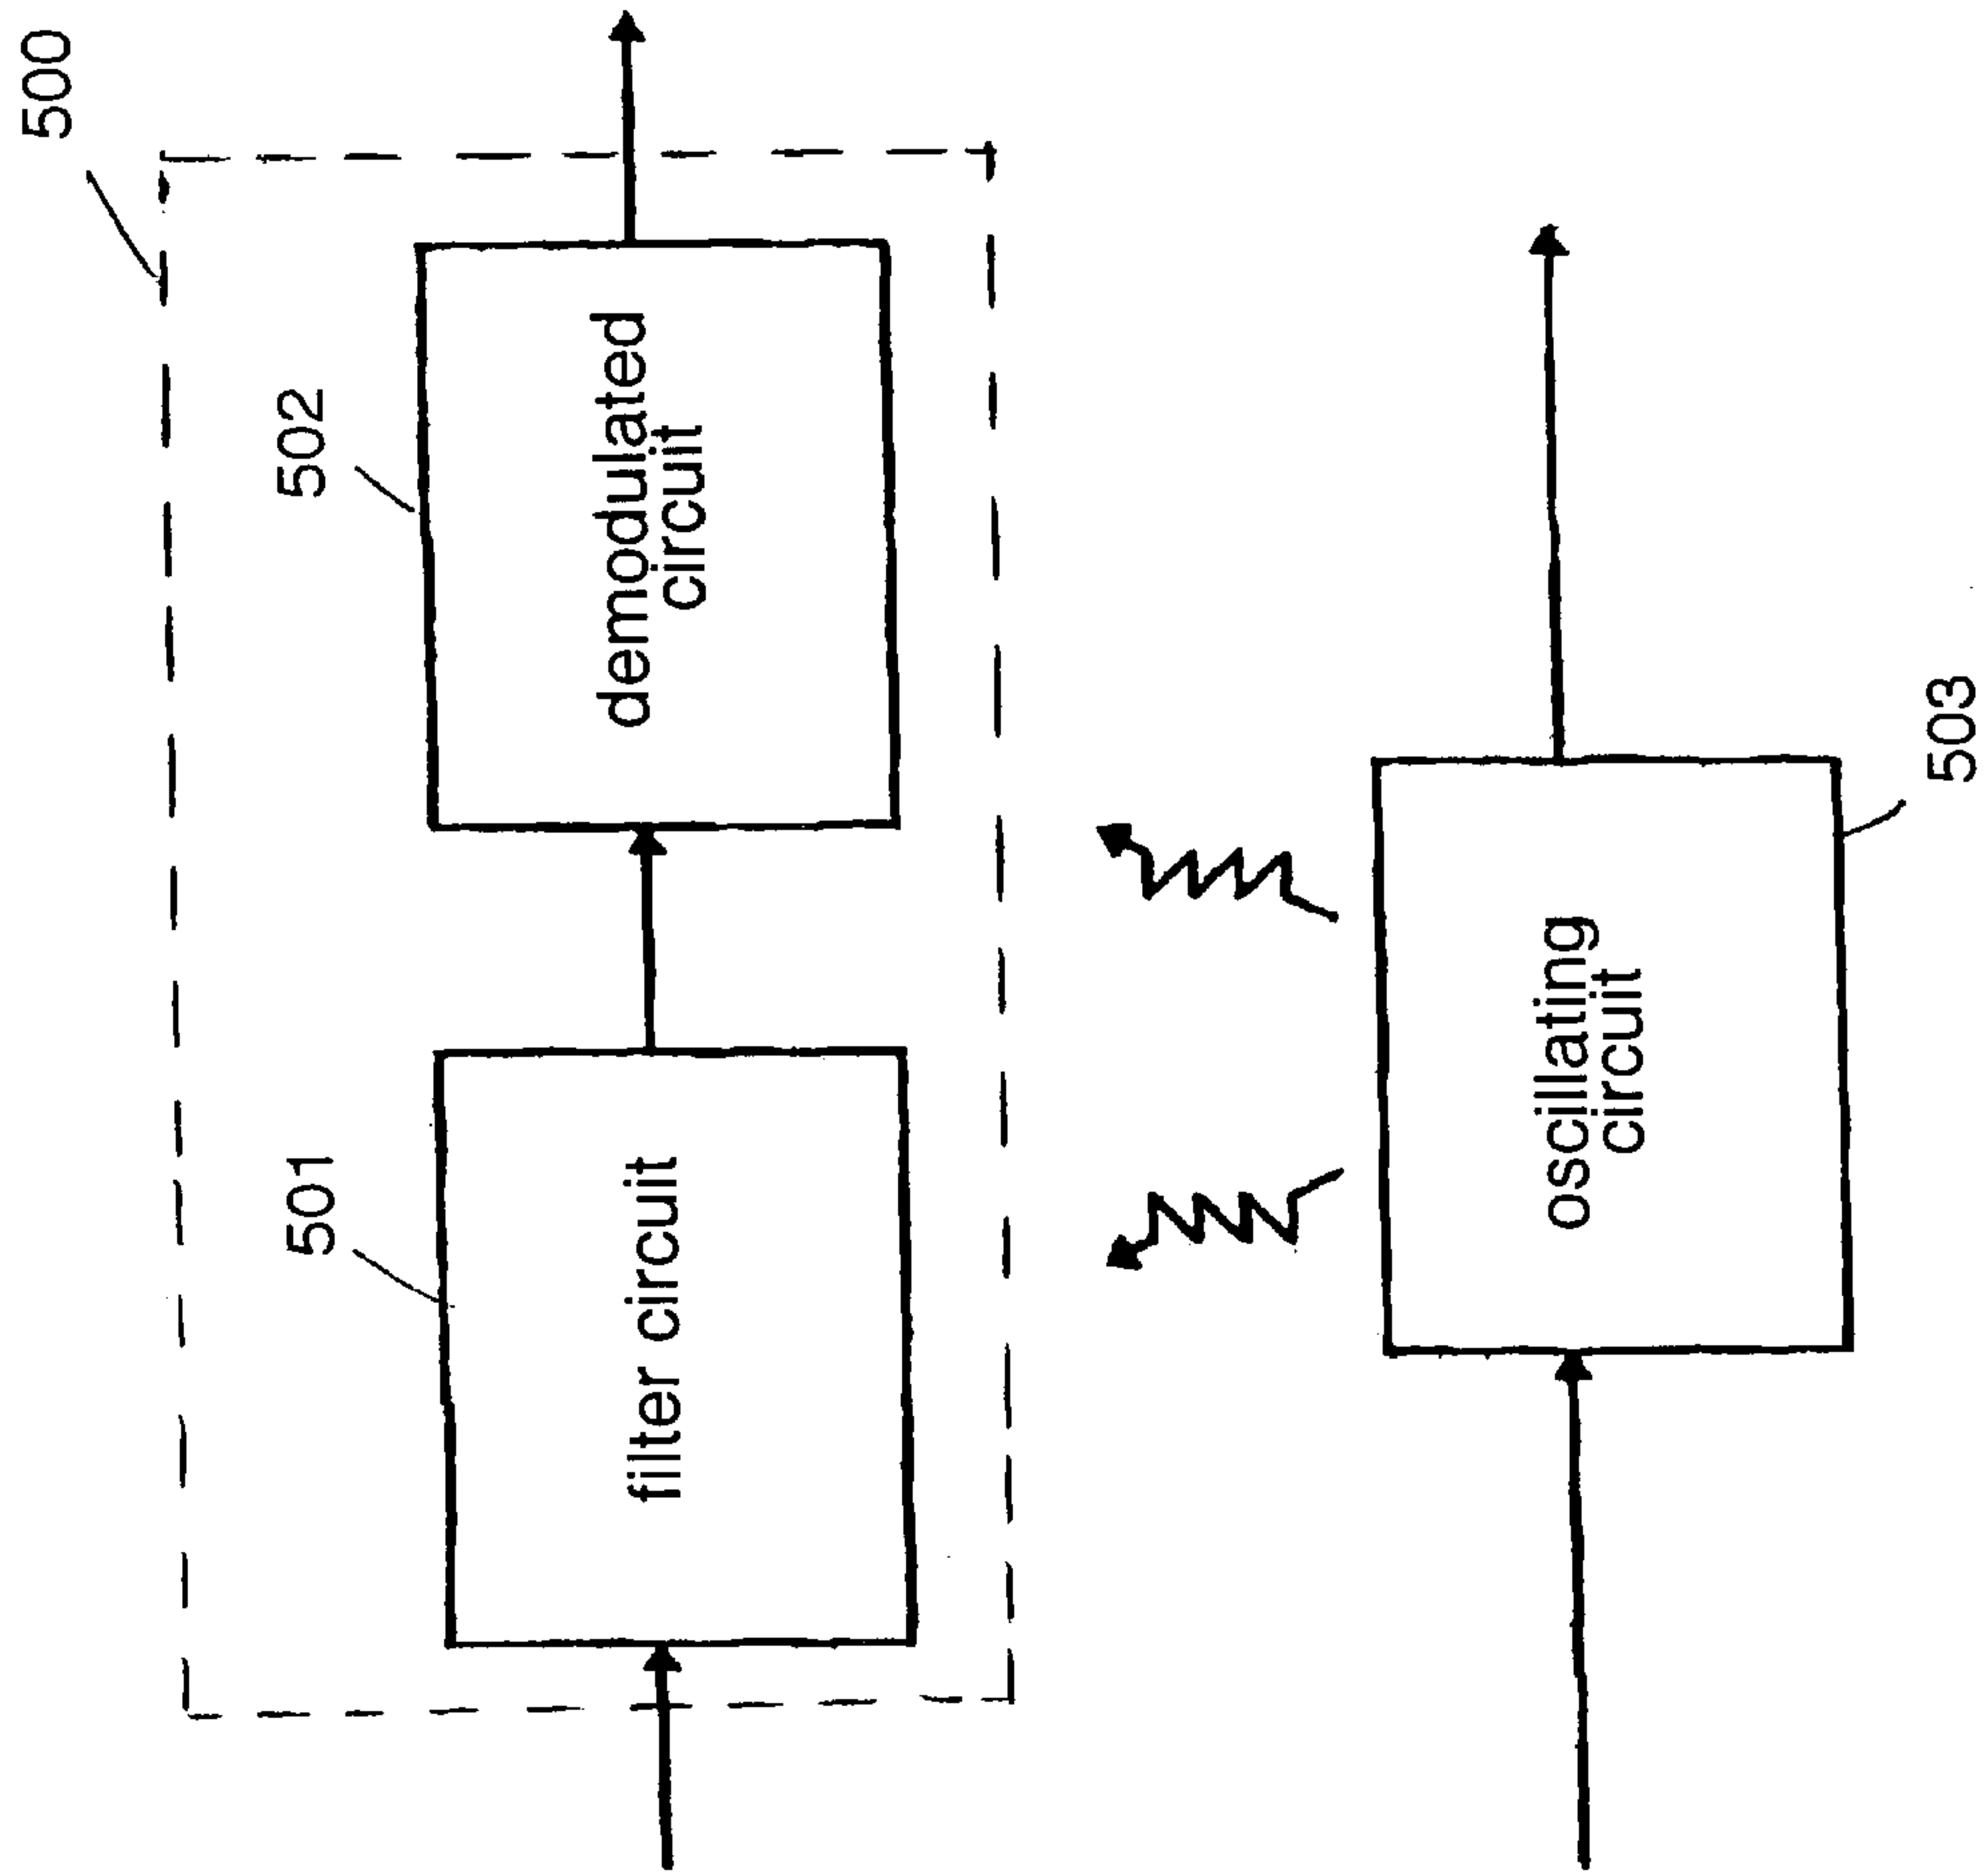 500
501
502
filter circuit
demodulated
circuit
oscillating
circuit
503